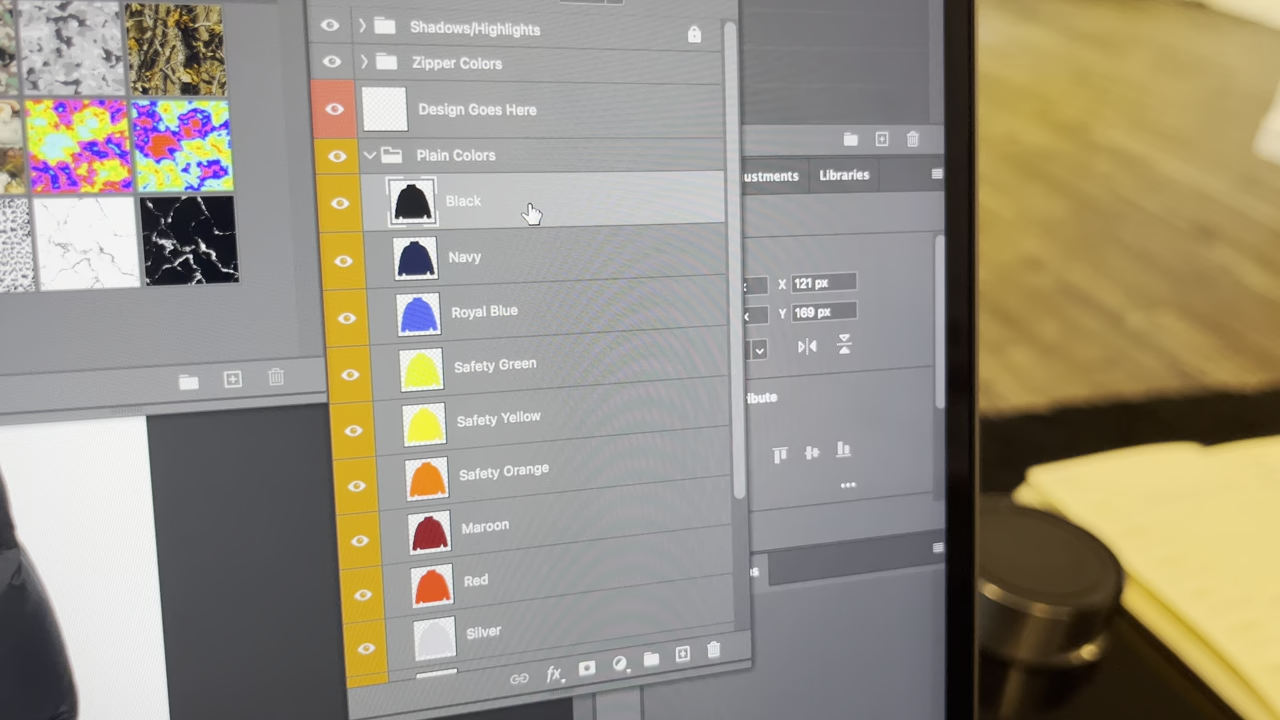 Shadows/Highlights
Zipper Colors
Design Goes Here
Plain Colors
Black
Navy
Royal Blue
Safety Green
Safety Yellow
Safety Orange
Maroon
Red
Silver
fx
ustments
Libraries
X 121 px
Y 169 px
ibute